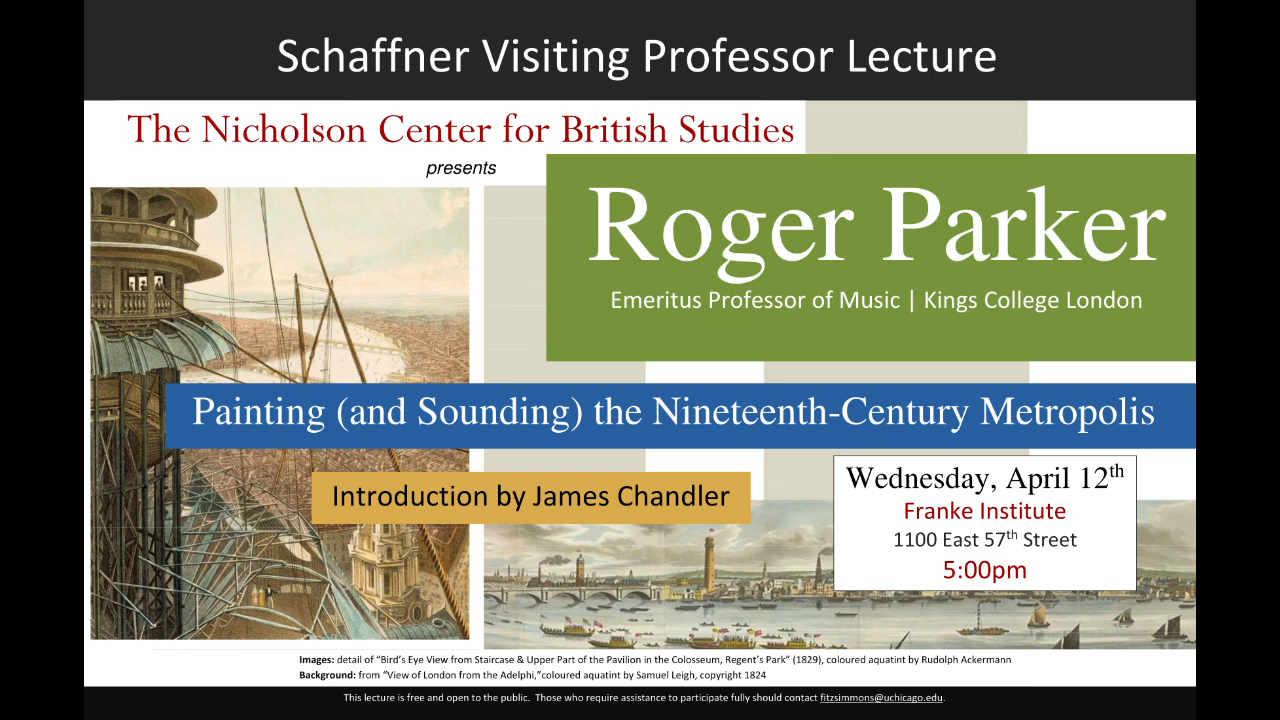 Schaffner Visiting Professor Lecture
The Nicholson Center for British Studies
presents
Roger Parker
Emeritus Professor of Music | Kings College London
Painting (and Sounding) the Nineteenth-Century Metropolis
Introduction by James Chandler
Wednesday, April 12th
Franke Institute
1100 East 57th Street
5:00pm
Images: detail of “Bird’s Eye View from Staircase & Upper Part of the Pavilion in the Colosseum, Regent’s Park” (1829), coloured aquatint by Rudolph Ackermann
Background: from “View of London from the Adelphi,”coloured aquatint by Samuel Leigh, copyright 1824
This lecture is free and open to the public. Those who require assistance to participate fully should contact fitzsimmons@uchicago.edu.